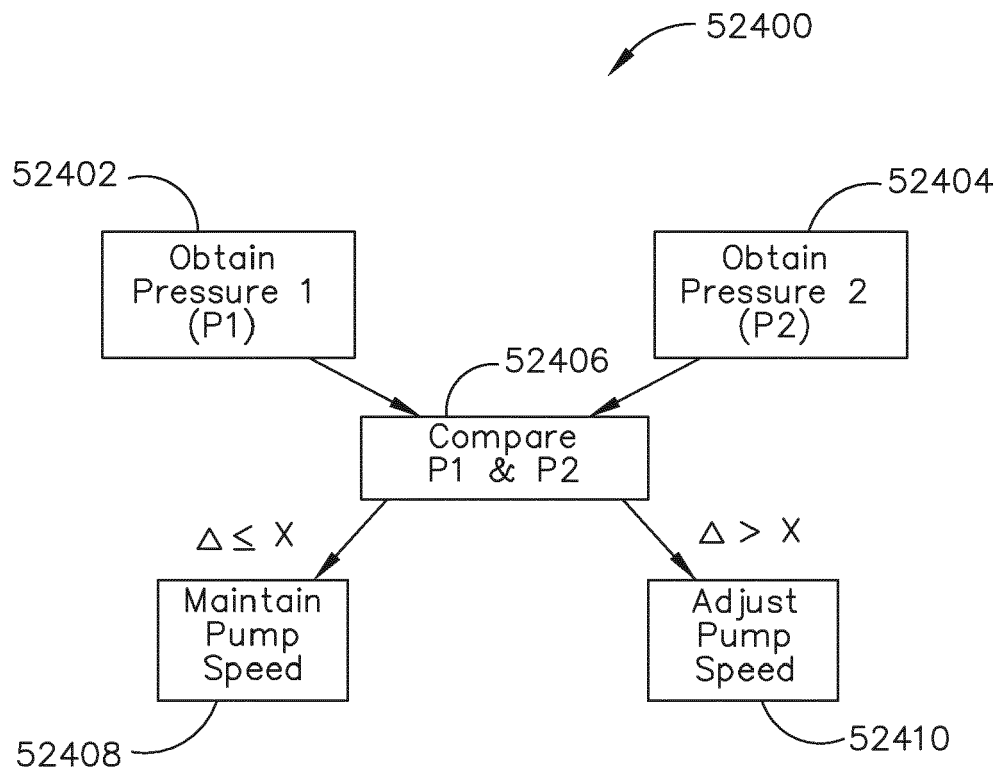 52400
52402
52404
Obtain
Pressure 1
(P1)
Obtain
Pressure 2
(P2)
52406
Compare
P1 & P2
Δ ≤ X
Δ > X
Maintain
Pump
Speed
Adjust
Pump
Speed
52408
52410